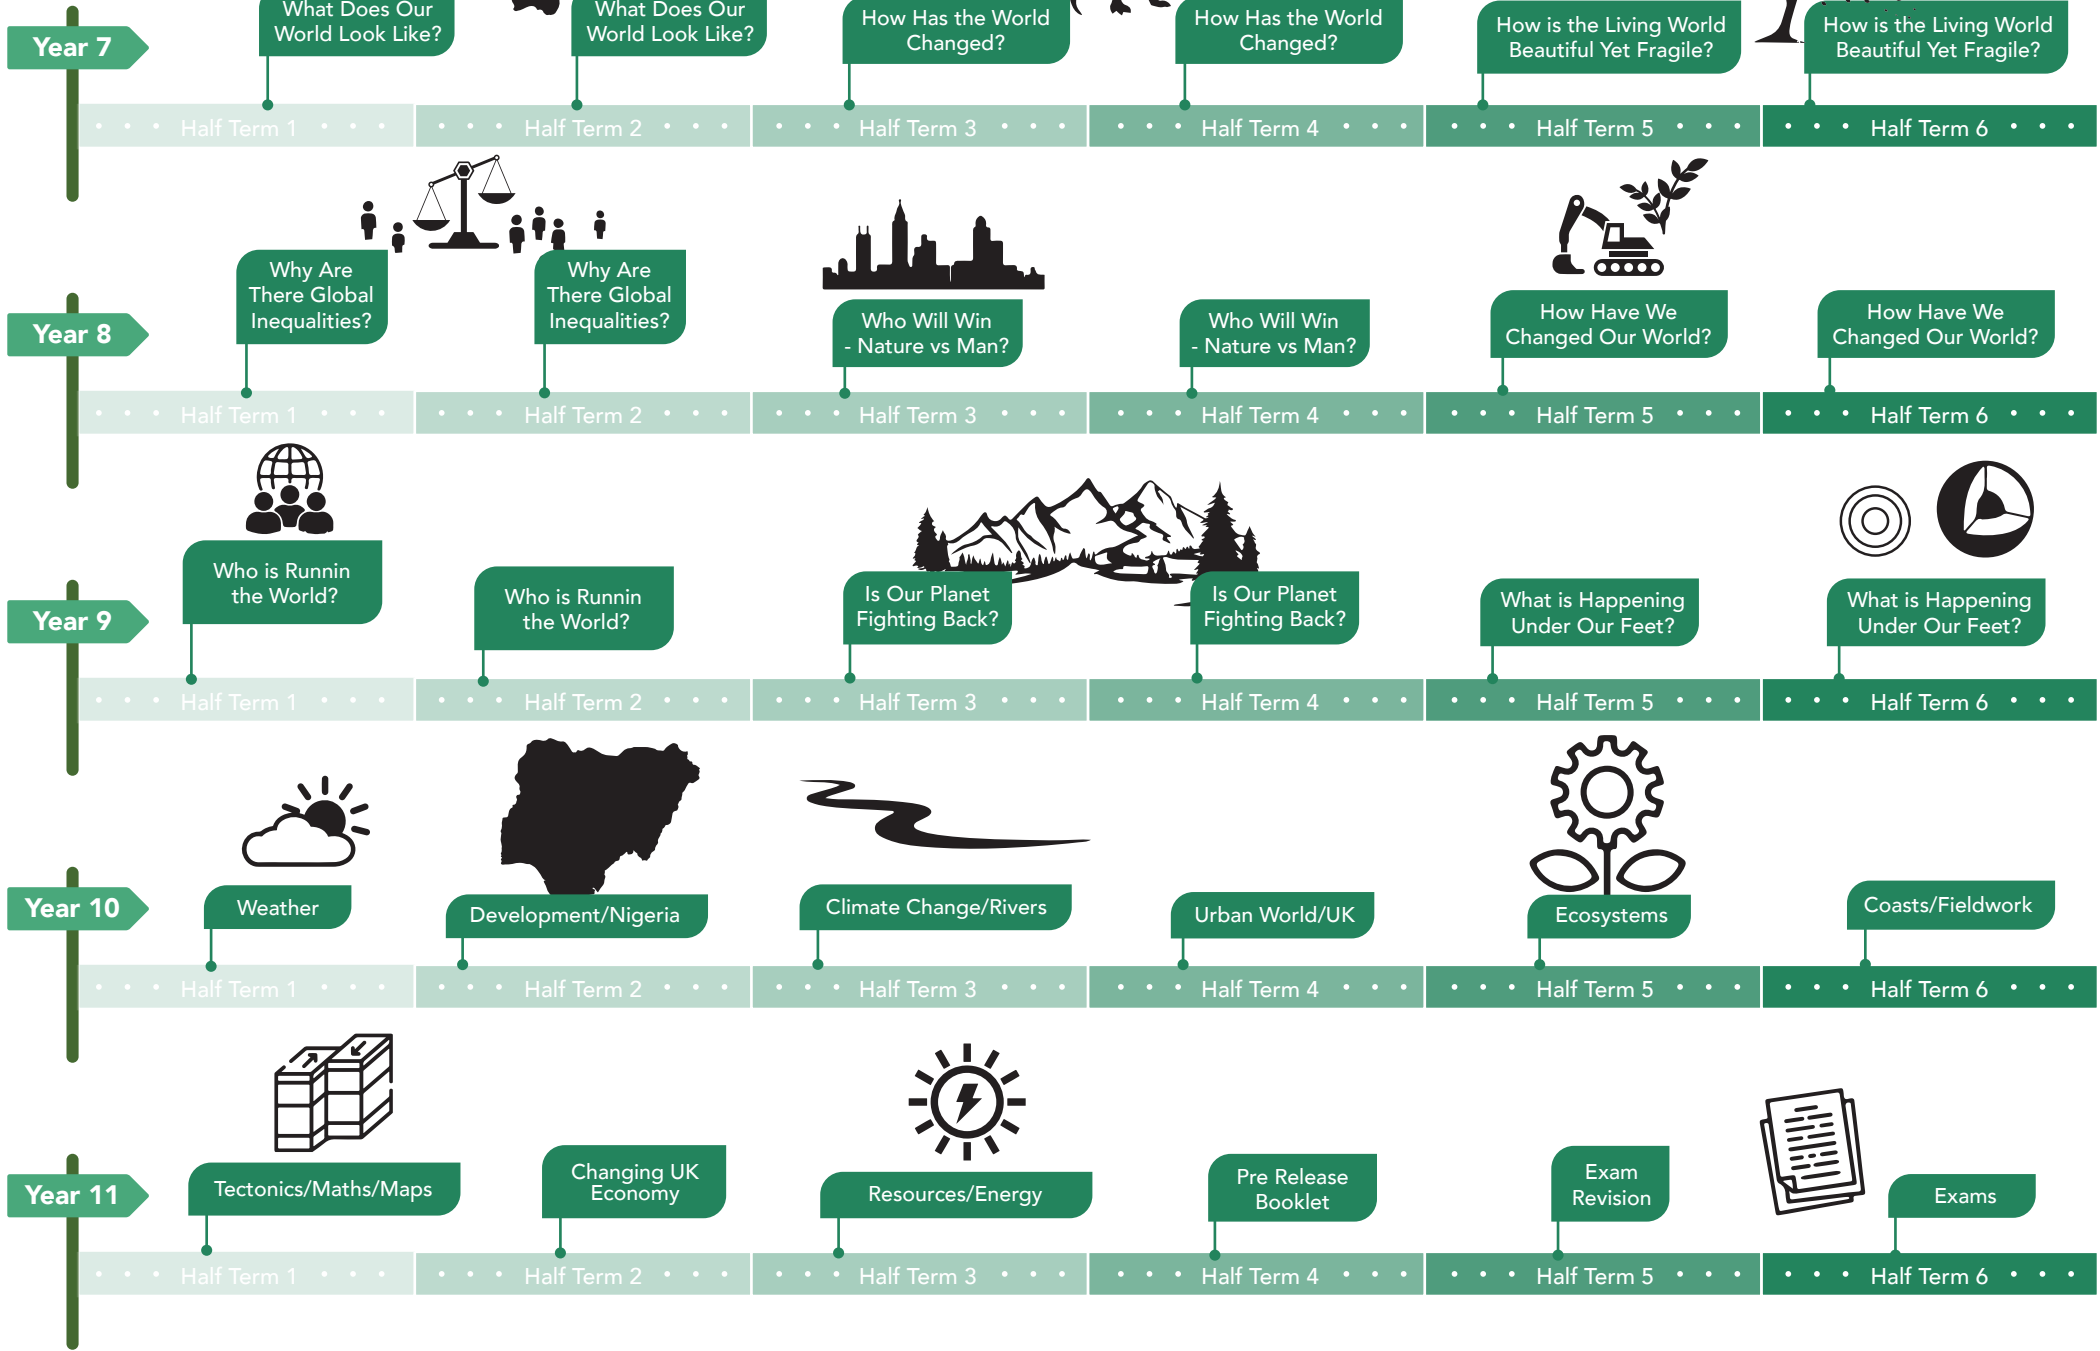 What Does Our
World Look Like?
What Does Our
World Look Like?
How Has the World
Changed?
How Has the World
Changed?
How is the Living World
Beautiful Yet Fragile?
How is the Living World
Beautiful Yet Fragile?
Year 7
Half Term 1
Half Term 2
Half Term 3
Half Term 4
Half Term 5
Half Term 6
Why Are
There Global
Inequalities?
Why Are
There Global
Inequalities?
Who Will Win
- Nature vs Man?
Who Will Win
- Nature vs Man?
How Have We
Changed Our World?
How Have We
Changed Our World?
Year 8
Half Term 1
Half Term 2
Half Term 3
Half Term 4
Half Term 5
Half Term 6
Who is Runnin
the World?
Who is Runnin
the World?
Is Our Planet
Fighting Back?
Is Our Planet
Fighting Back?
What is Happening
Under Our Feet?
What is Happening
Under Our Feet?
Year 9
Half Term 1
Half Term 2
Half Term 3
Half Term 4
Half Term 5
Half Term 6
Weather
Development/Nigeria
Climate Change/Rivers
Urban World/UK
Ecosystems
Coasts/Fieldwork
Year 10
Half Term 1
Half Term 2
Half Term 3
Half Term 4
Half Term 5
Half Term 6
Tectonics/Maths/Maps
Changing UK
Economy
Resources/Energy
Pre Release
Booklet
Exam
Revision
Exams
Year 11
Half Term 1
Half Term 2
Half Term 3
Half Term 4
Half Term 5
Half Term 6